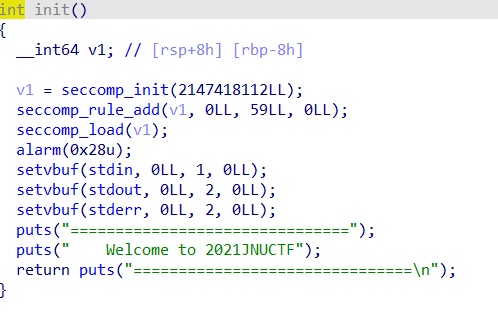 int init()
{
  __int64 v1; // [rsp+8h] [rbp-8h]

  v1 = seccomp_init(2147418112LL);
  seccomp_rule_add(v1, 0LL, 59LL, 0LL);
  seccomp_load(v1);
  alarm(0x28u);
  setvbuf(stdin, 0LL, 1, 0LL);
  setvbuf(stdout, 0LL, 2, 0LL);
  setvbuf(stderr, 0LL, 2, 0LL);
  puts("==============================");
  puts("    Welcome to 2021JNUCTF");
  return puts("==============================\n");
}